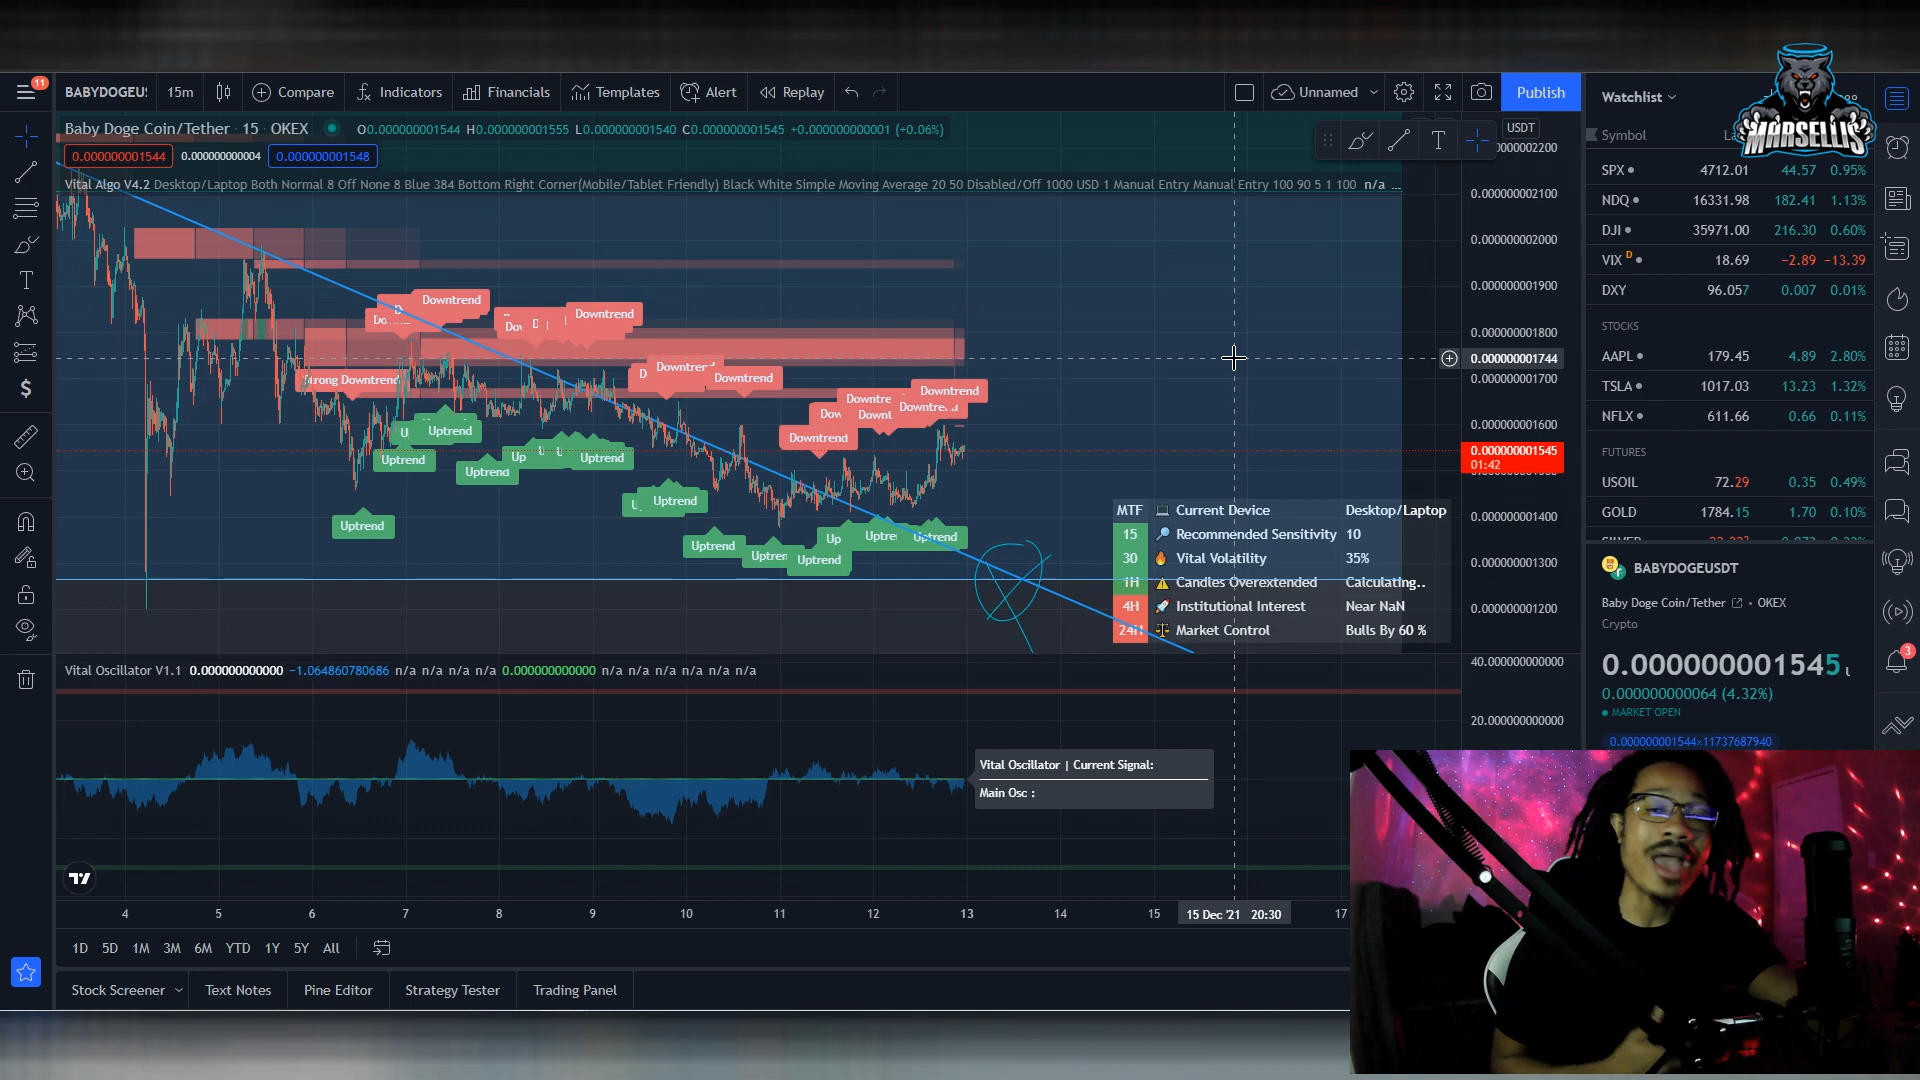 11
BABYDOGEU:
15m
Compare
Indicators
Financials
Templates
Alert
Replay
Unnamed
Publish
Baby Doge Coin/Tether · 15 · OKEX
O0.000000001544 H0.000000001555 L0.000000001540 C0.000000001545 +0.000000000001 (+0.06%)
0.000000001544
0.000000000004
0.000000001548
Vital Algo V4.2 Desktop/Laptop Both Normal 8 Off None 8 Blue 384 Bottom Right Corner(Mobile/Tablet Friendly) Black White Simple Moving Average 20 50 Disabled/Off 1000 USD 1 Manual Entry Manual Entry 100 90 5 1 100 n/a ...
USDT
0.000000002100
0.000000002000
0.000000001900
0.000000001800
0.000000001744
0.000000001700
0.000000001600
0.000000001545
01:42
0.000000001400
0.000000001300
0.000000001200
Downtrend
Downtrend
Strong Downtrend
Downtrend
Downtrend
Downtrend
Downtrend
Uptrend
Uptrend
Uptrend
Uptrend
Uptrend
Uptrend
Uptrend
Uptrend
Uptrend
MTF Current Device Desktop/Laptop
15 Recommended Sensitivity 10
30 Vital Volatility 35%
1H Candles Overextended Calculating..
4H Institutional Interest Near NaN
24H Market Control Bulls By 60 %
Vital Oscillator V1.1 0.000000000000 −1.064860780686 n/a n/a n/a n/a 0.000000000000 n/a n/a n/a n/a n/a n/a
40.000000000000
20.000000000000
Vital Oscillator | Current Signal:
Main Osc :
4 5 6 7 8 9 10 11 12 13 14 15 15 Dec '21 20:30 17
1D 5D 1M 3M 6M YTD 1Y 5Y All
Stock Screener
Text Notes
Pine Editor
Strategy Tester
Trading Panel
Watchlist
MARSELLIS
Symbol
SPX 4712.01 44.57 0.95%
NDQ 16331.98 182.41 1.13%
DJI 35971.00 216.30 0.60%
VIX D 18.69 −2.89 −13.39
DXY 96.057 0.007 0.01%
STOCKS
AAPL 179.45 4.89 2.80%
TSLA 1017.03 13.23 1.32%
NFLX 611.66 0.66 0.11%
FUTURES
USOIL 72.29 0.35 0.49%
GOLD 1784.15 1.70 0.10%
BABYDOGEUSDT
Baby Doge Coin/Tether · OKEX
Crypto
0.000000001545
0.000000000064 (4.32%)
MARKET OPEN
0.000000001544×11737687940
3